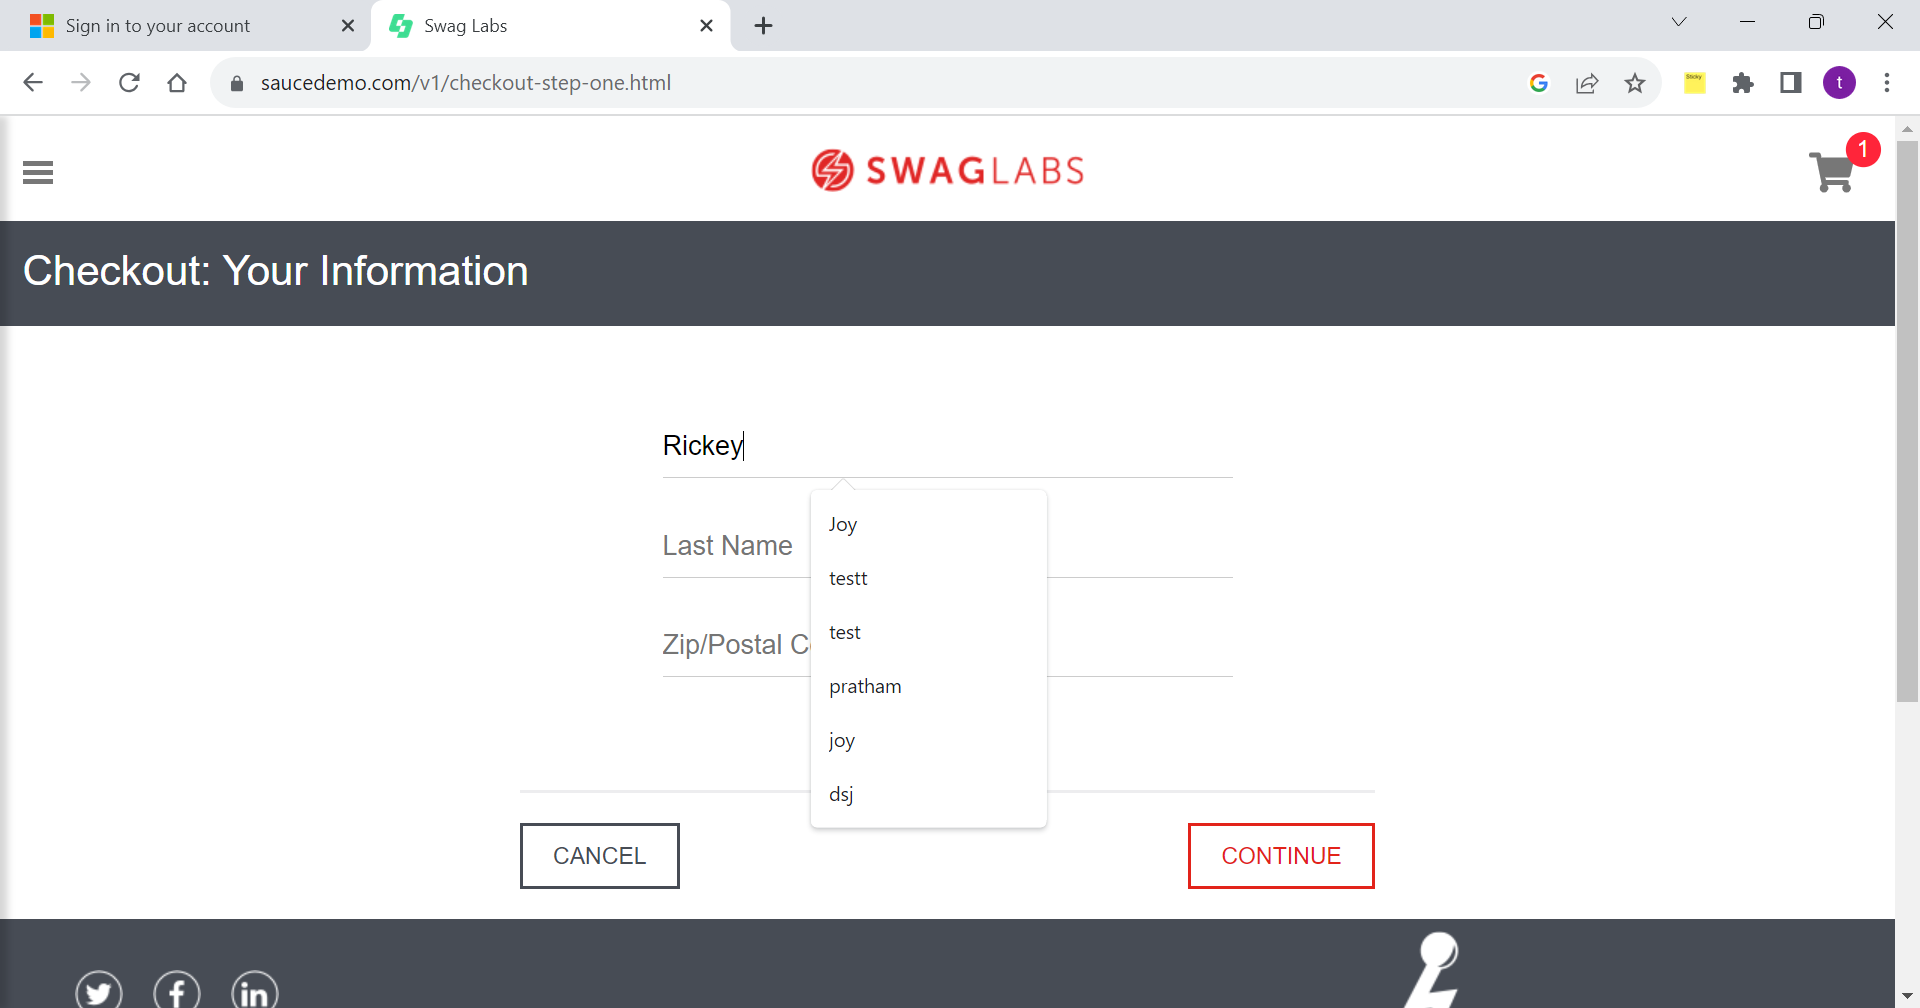 Sign in to your account
Swag Labs
saucedemo.com/v1/checkout-step-one.html
Sticky
t
SWAGLABS
1
Checkout: Your Information
Rickey
Last Name
Zip/Postal C
Joy
testt
test
pratham
joy
dsj
CANCEL
CONTINUE